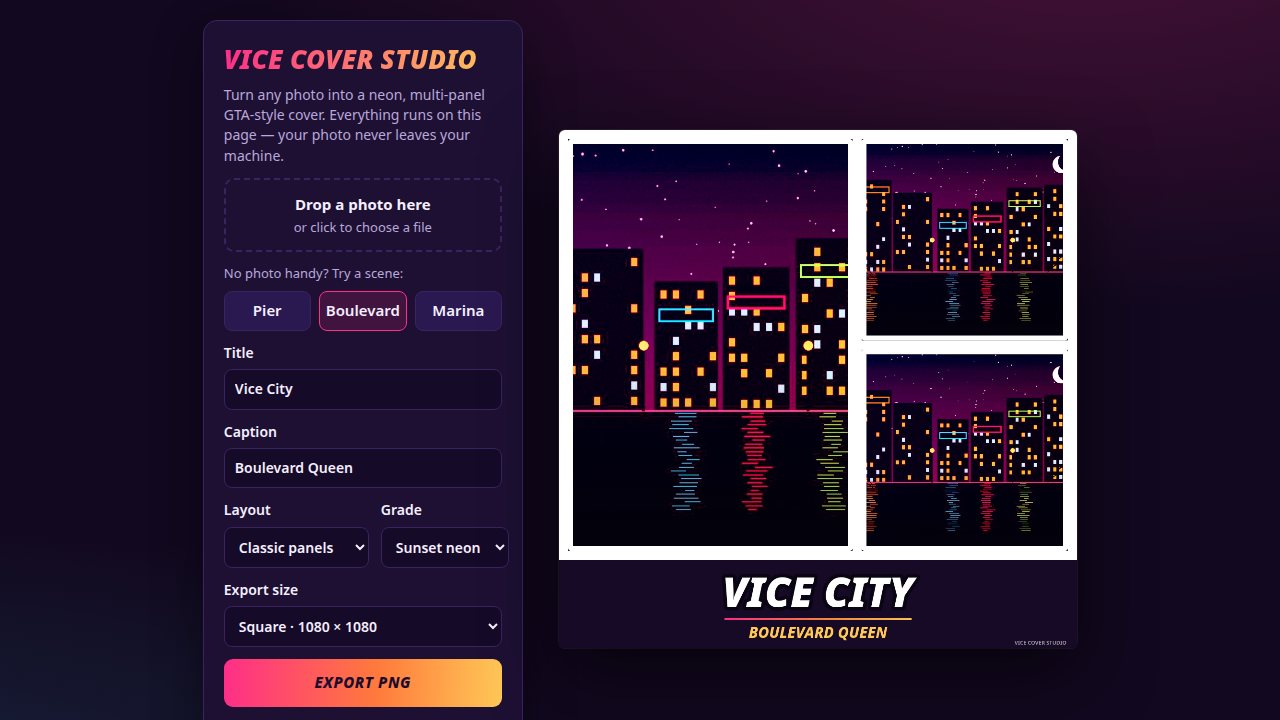 VICE COVER STUDIO
Turn any photo into a neon, multi-panel
GTA-style cover. Everything runs on this
page — your photo never leaves your
machine.
Drop a photo here
or click to choose a file
No photo handy? Try a scene:
Pier
Boulevard
Marina
Title
Vice City
Caption
Boulevard Queen
Layout
Grade
Classic panels
Sunset neon
Export size
Square · 1080 × 1080
EXPORT PNG
VICE CITY
BOULEVARD QUEEN
VICE COVER STUDIO